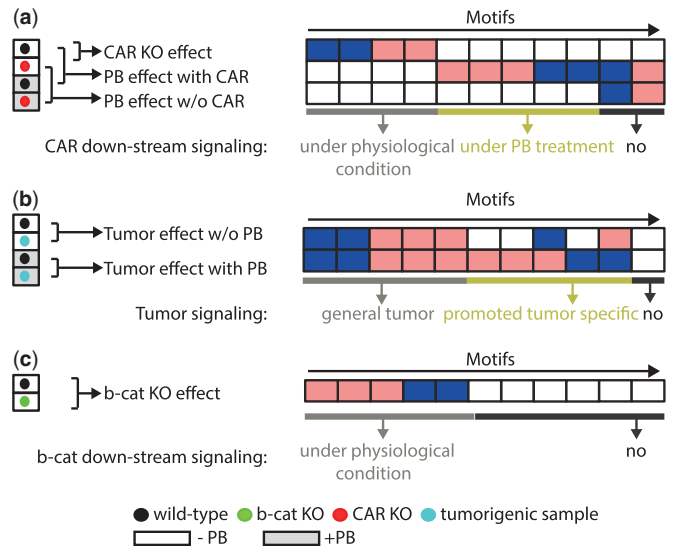 (a)
Motifs
CAR KO effect
PB effect with CAR
PB effect w/o CAR
CAR down-stream signaling:
under physiological condition
under PB treatment
no
(b)
Motifs
Tumor effect w/o PB
Tumor effect with PB
Tumor signaling:
general tumor
promoted tumor specific
no
(c)
Motifs
b-cat KO effect
b-cat down-stream signaling:
under physiological
condition
no
wild-type
b-cat KO
CAR KO
tumorigenic sample
- PB
+PB